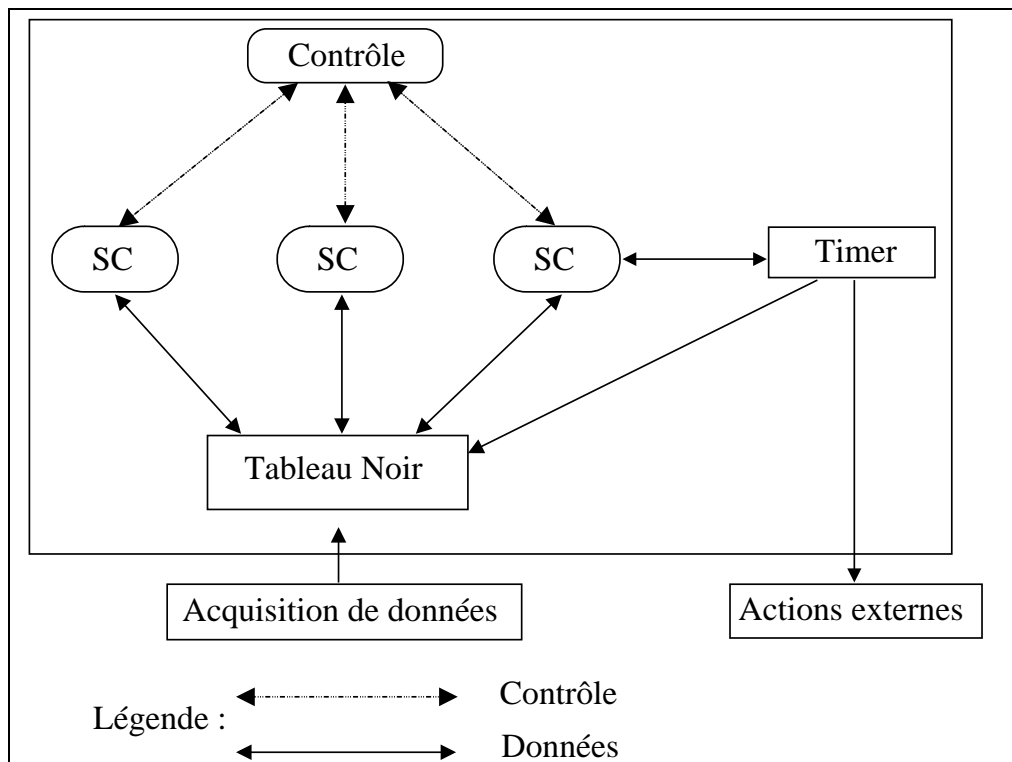 Contrôle
SC
SC
SC
Timer
Tableau Noir
Acquisition de données
Actions externes
Légende :
Contrôle
Données